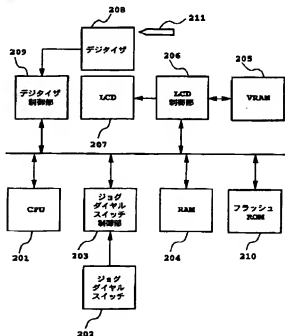 208
211
デジタイザ
209
206
205
デジタイザ
制御部
LCD
LCD
制御部
VRAM
207
CPU
ジョグ
ダイヤル
スイッチ
制御部
RAM
フラッシュ
ROM
201
203
204
210
ジョグ
ダイヤル
スイッチ
202